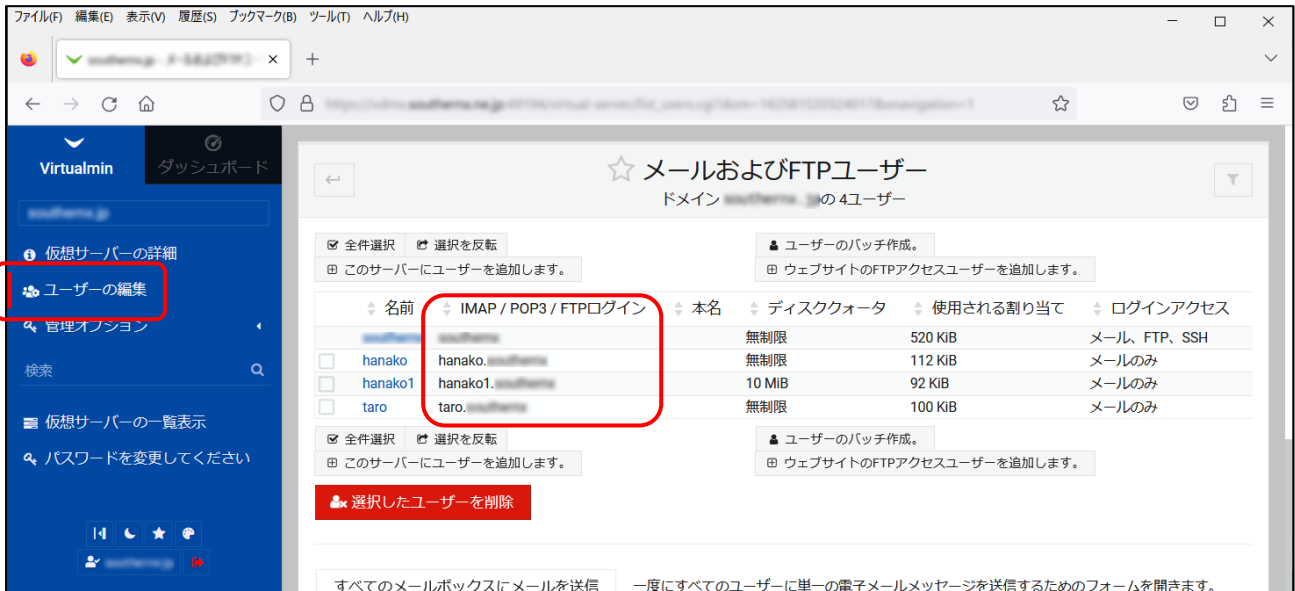 ファイル(F) 編集(E) 表示(V) 履歴(S) ブックマーク(B) ツール(T) ヘルプ(H)
Virtualmin
ダッシュボード
メールおよびFTPユーザー
ドメイン の 4ユーザー
仮想サーバーの詳細
ユーザーの編集
管理オプション
検索
仮想サーバーの一覧表示
パスワードを変更してください
全件選択 選択を反転 ユーザーのバッチ作成。
このサーバーにユーザーを追加します。 ウェブサイトのFTPアクセスユーザーを追加します。
名前 IMAP / POP3 / FTPログイン 本名 ディスククォータ 使用される割り当て ログインアクセス
無制限 520 KiB メール、FTP、SSH
hanako hanako. 無制限 112 KiB メールのみ
hanako1 hanako1. 10 MiB 92 KiB メールのみ
taro taro. 無制限 100 KiB メールのみ
全件選択 選択を反転 ユーザーのバッチ作成。
このサーバーにユーザーを追加します。 ウェブサイトのFTPアクセスユーザーを追加します。
選択したユーザーを削除
すべてのメールボックスにメールを送信 一度にすべてのユーザーに単一の電子メールメッセージを送信するためのフォームを開きます。